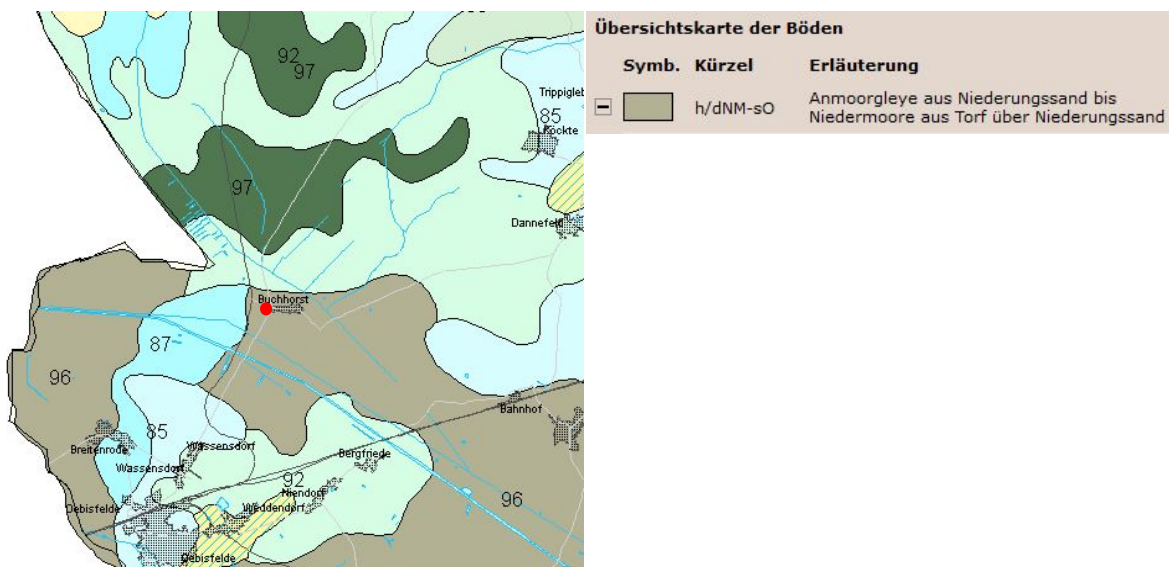 92
97
Trippigleb
85
Köckte
97
Dannefeld
Buchhorst
87
96
85
Bahnhof
Breitenrode
Wassensdorf
Wassensdorf
Bergfriede
92
Niendorf
96
Oebisfelde
Weddendorf
Oebisfelde
Übersichtskarte der Böden
Symb. Kürzel Erläuterung
h/dNM-sO Anmoorgleye aus Niederungssand bis
Niedermoore aus Torf über Niederungssand